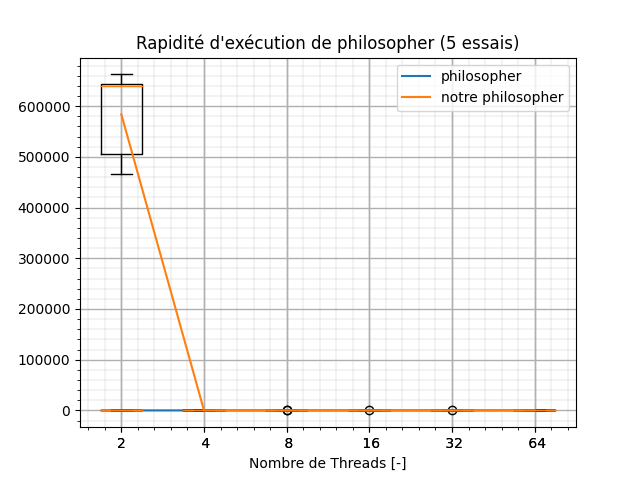 Rapidité d'exécution de philosopher (5 essais)
philosopher
notre philosopher
600000
500000
400000
300000
200000
100000
0
2 4 8 16 32 64
Nombre de Threads [-]